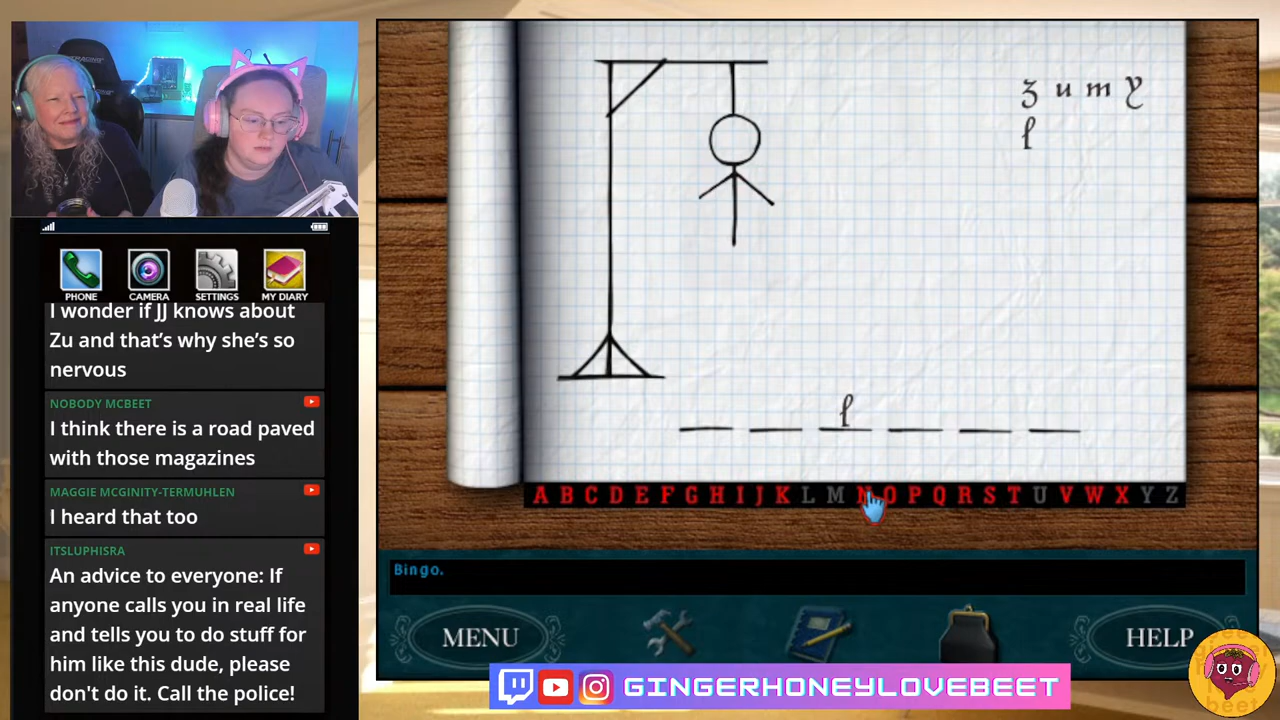 PHONE CAMERA SETTINGS MY DIARY
I wonder if JJ knows about
Zu and that's why she's so
nervous
NOBODY MCBEET
I think there is a road paved
with those magazines
MAGGIE MCGINITY-TERMUHLEN
I heard that too
ITSLUPHISRA
An advice to everyone: If
anyone calls you in real life
and tells you to do stuff for
him like this dude, please
don't do it. Call the police!
z u m y
l
l
A B C D E F G H I J K L M N O P Q R S T U V W X Y Z
Bingo.
MENU
HELP
GINGERHONEYLOVEBEET